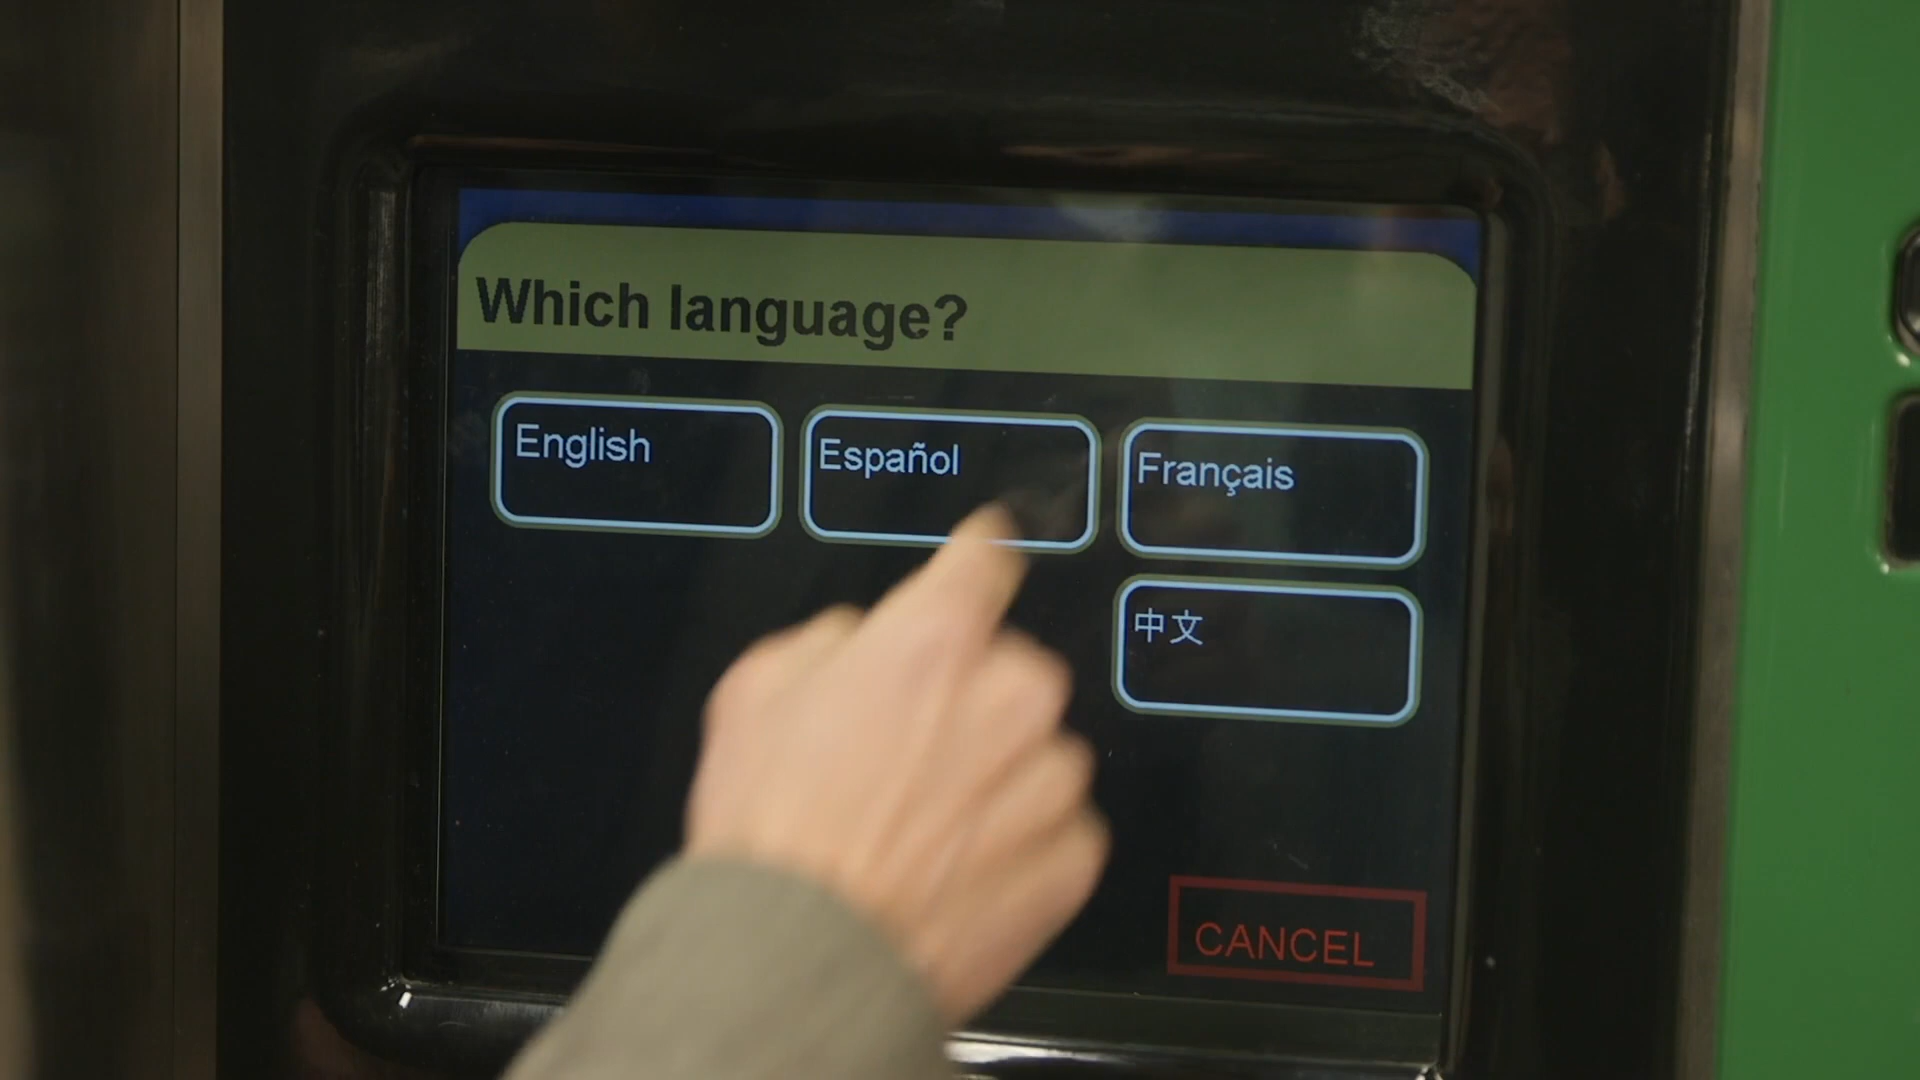 Which language?
English
Español
Français
中文
CANCEL